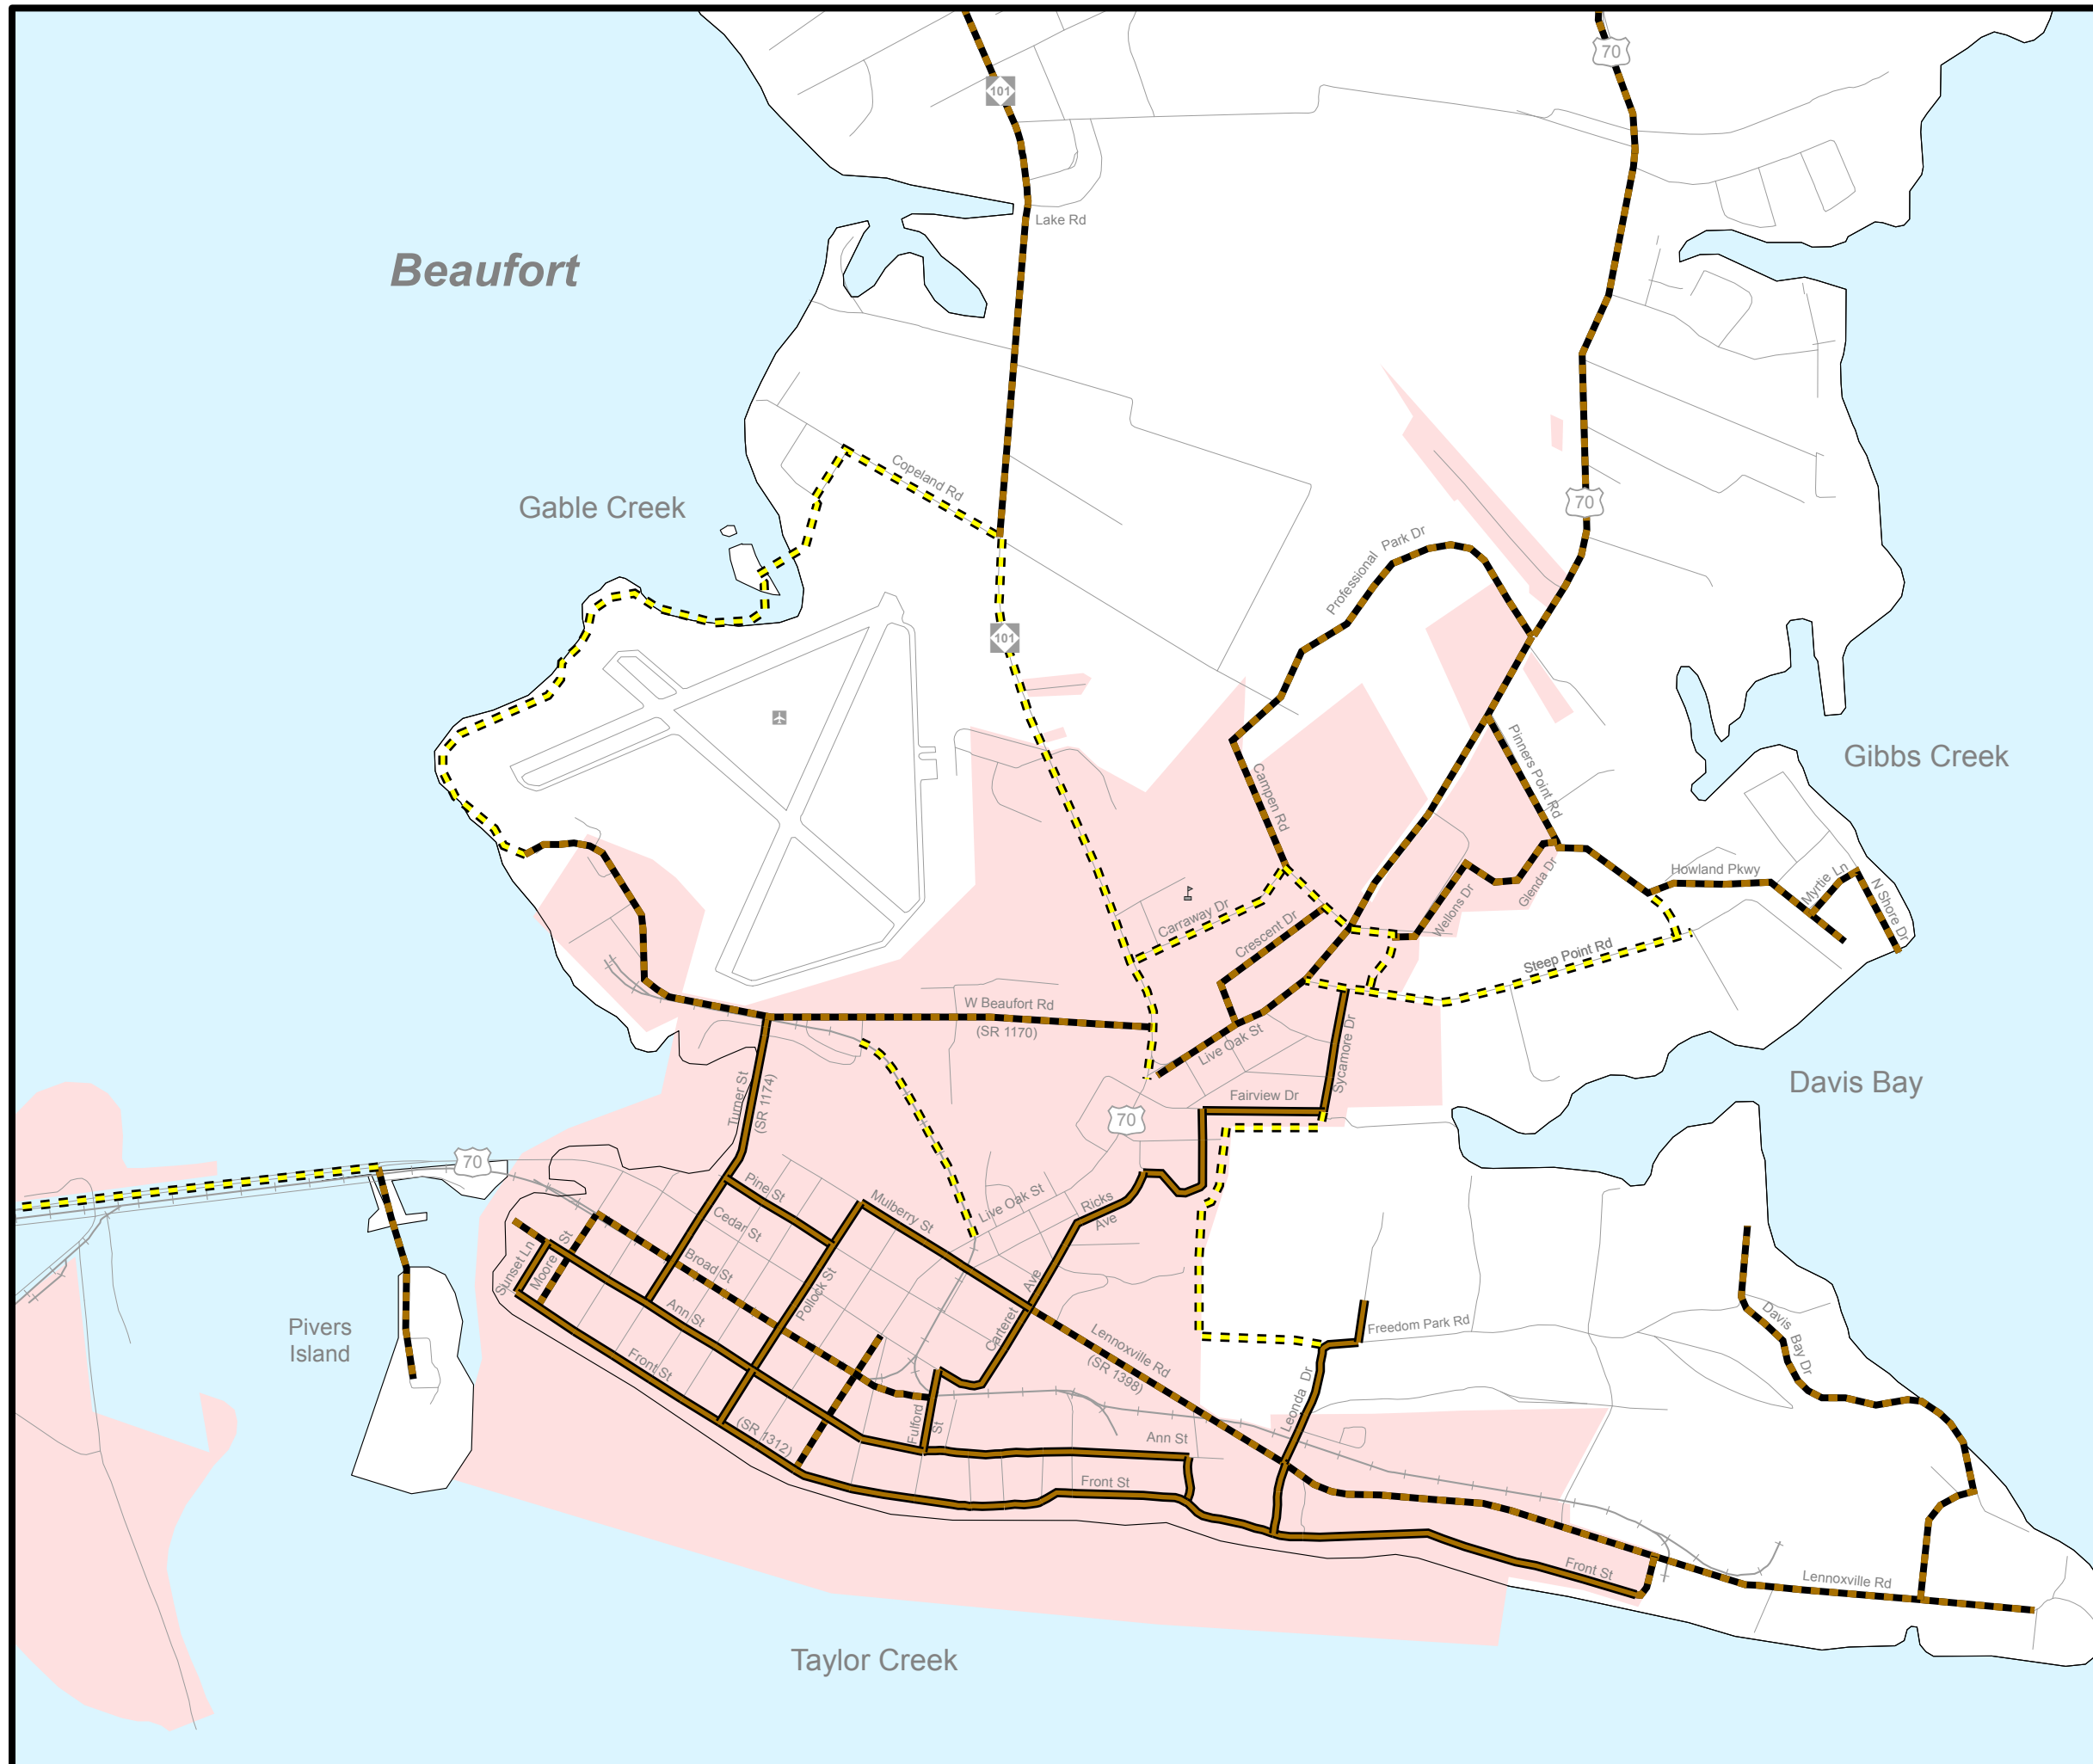 70
101
Lake Rd
Beaufort
Copeland Rd
Gable Creek
70
Professional Park Dr
101
Pinners Point Rd
Gibbs Creek
Campen Rd
Howland Pkwy
Myrtie Ln
Glenda Dr
Wellons Dr
N Shore Dr
Carraway Dr
Crescent Dr
Steep Point Rd
W Beaufort Rd
(SR 1170)
Live Oak St
Sycamore Dr
Davis Bay
Turner St
(SR 1174)
Fairview Dr
70
70
Pine St
Mulberry St
Live Oak St
Ricks
Ave
Cedar St
Sunset Ln
Moore St
Broad St
Pollock St
Carteret Ave
Ann St
Pivers
Island
Front St
Lennoxville Rd
(SR 1398)
Freedom Park Rd
Davis Bay Dr
Leonda Dr
Fulford
St
(SR 1312)
Ann St
Front St
Front St
Lennoxville Rd
Taylor Creek